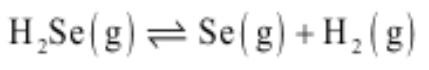 H₂Se(g) ⇌ Se(g) + H₂(g)